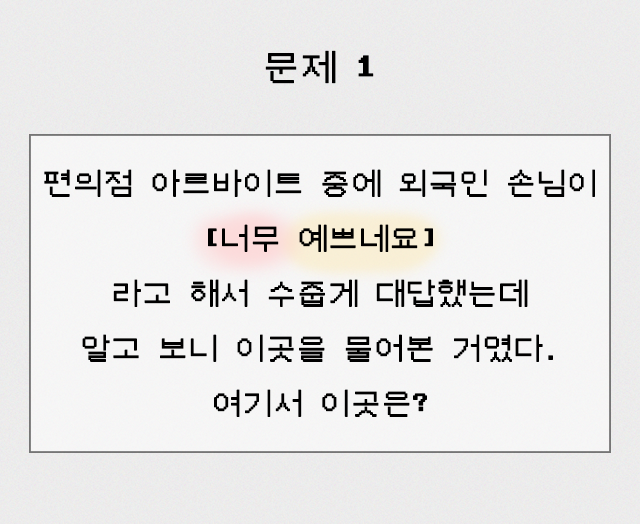 문제 1
편의점 아르바이트 중에 외국인 손님이
[너무 예쁘네요]
라고 해서 수줍게 대답했는데
알고 보니 이곳을 물어본 거였다.
여기서 이곳은?